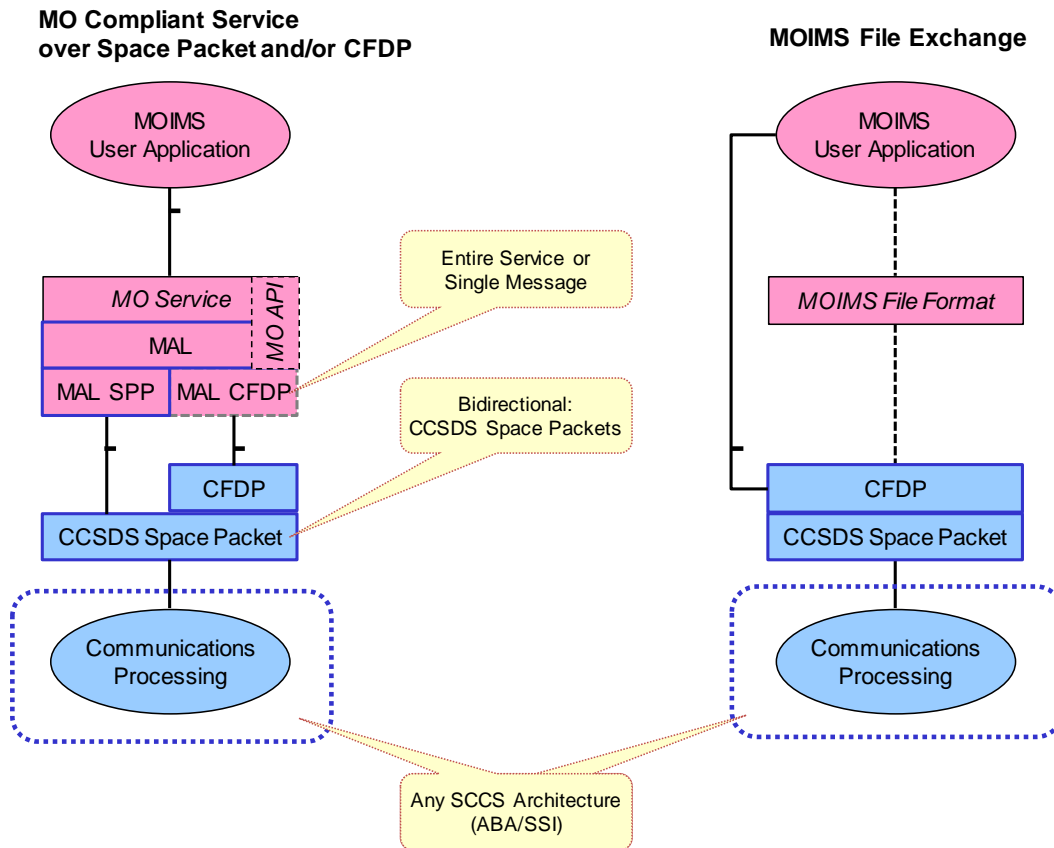 MO Compliant Service
over Space Packet and/or CFDP
MOIMS File Exchange
MOIMS
User Application
MO Service
MO API
MAL
MAL SPP
MAL CFDP
CFDP
CCSDS Space Packet
Communications
Processing
Entire Service or
Single Message
Bidirectional:
CCSDS Space Packets
Any SCCS Architecture
(ABA/SSI)
MOIMS
User Application
MOIMS File Format
CFDP
CCSDS Space Packet
Communications
Processing